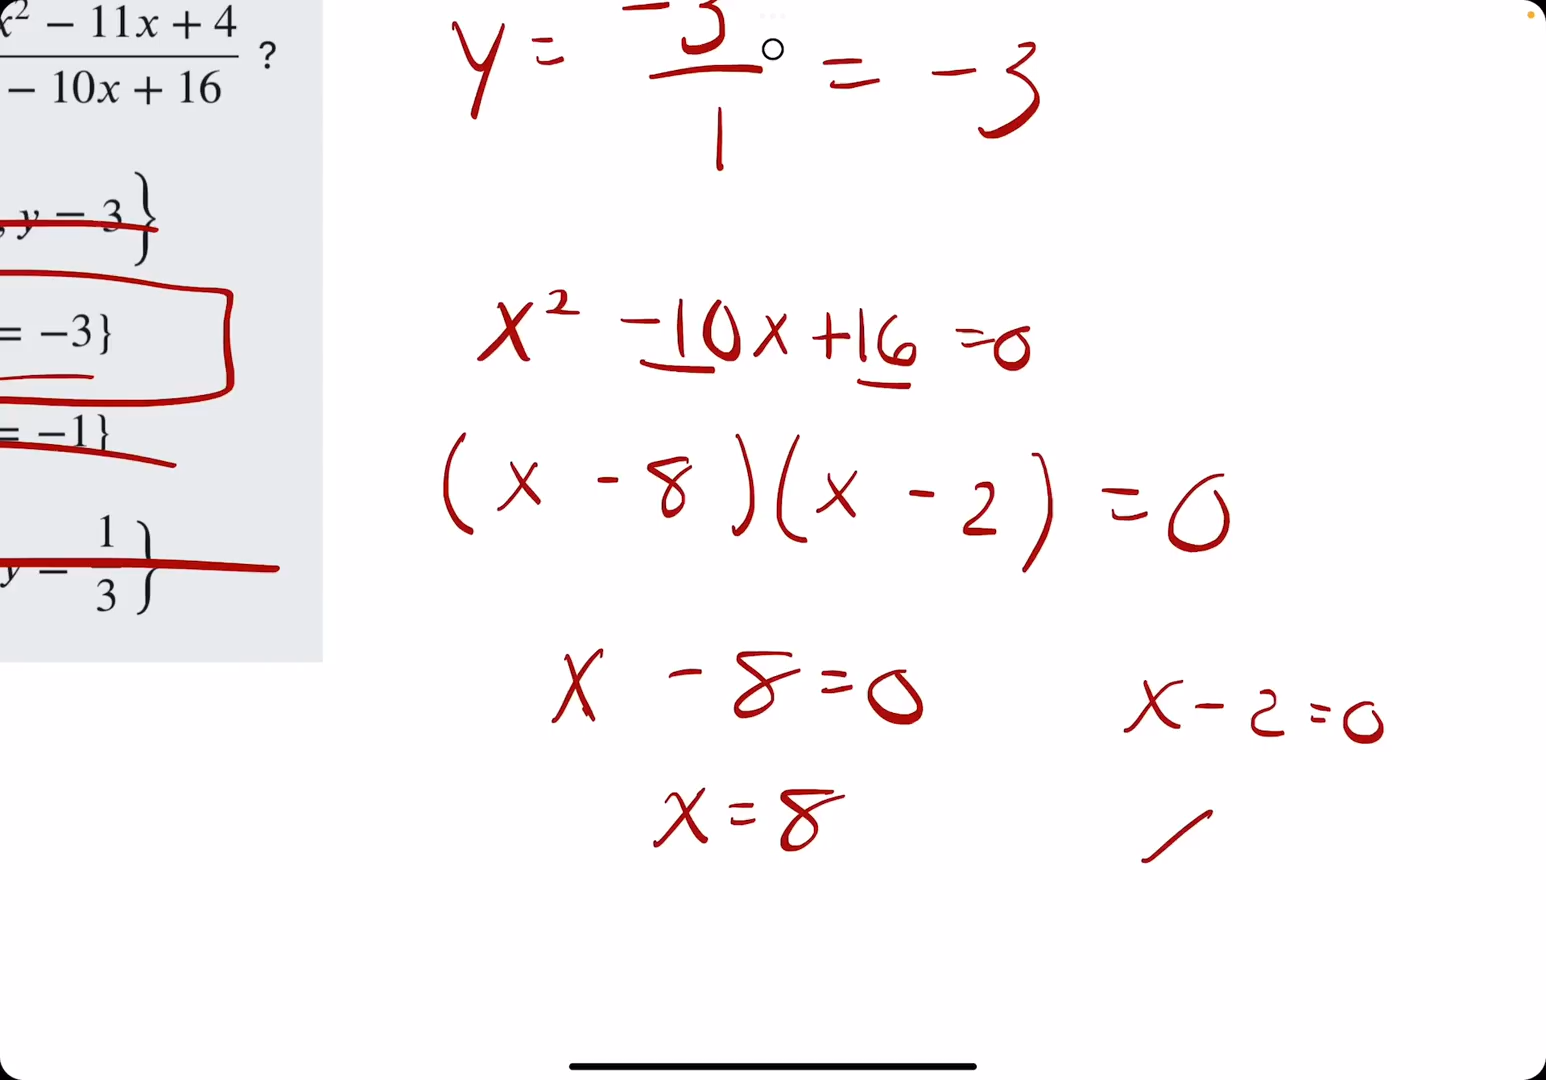 x² − 11x + 4
− 10x + 16
?
, y = 3}
= −3}
= −1}
y = 1/3}
y = -3/1 = -3
x² -10x +16 =0
(x - 8)(x - 2) = 0
x - 8=0
x - 2=0
x=8